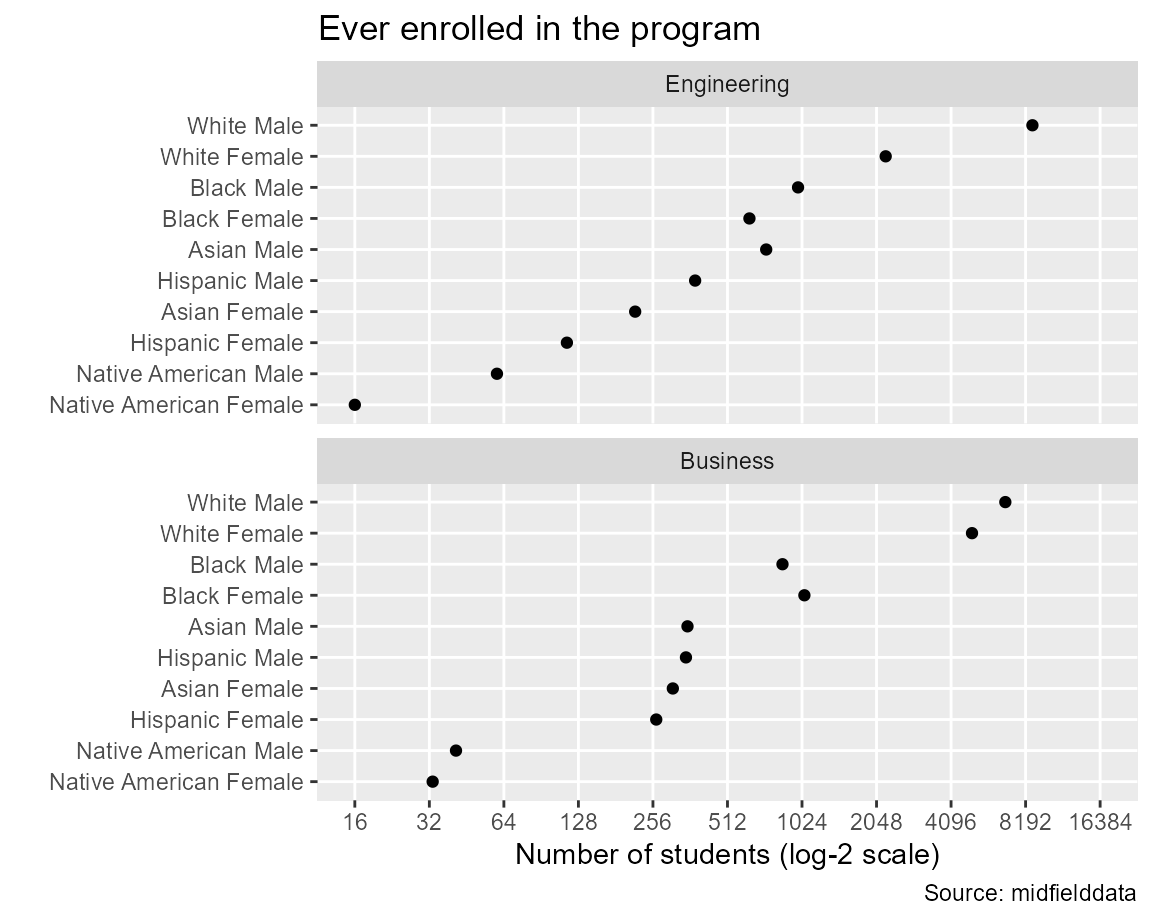 Ever enrolled in the program
Engineering
White Male
White Female
Black Male
Black Female
Asian Male
Hispanic Male
Asian Female
Hispanic Female
Native American Male
Native American Female
Business
White Male
White Female
Black Male
Black Female
Asian Male
Hispanic Male
Asian Female
Hispanic Female
Native American Male
Native American Female
16 32 64 128 256 512 1024 2048 4096 8192 16384
Number of students (log-2 scale)
Source: midfielddata